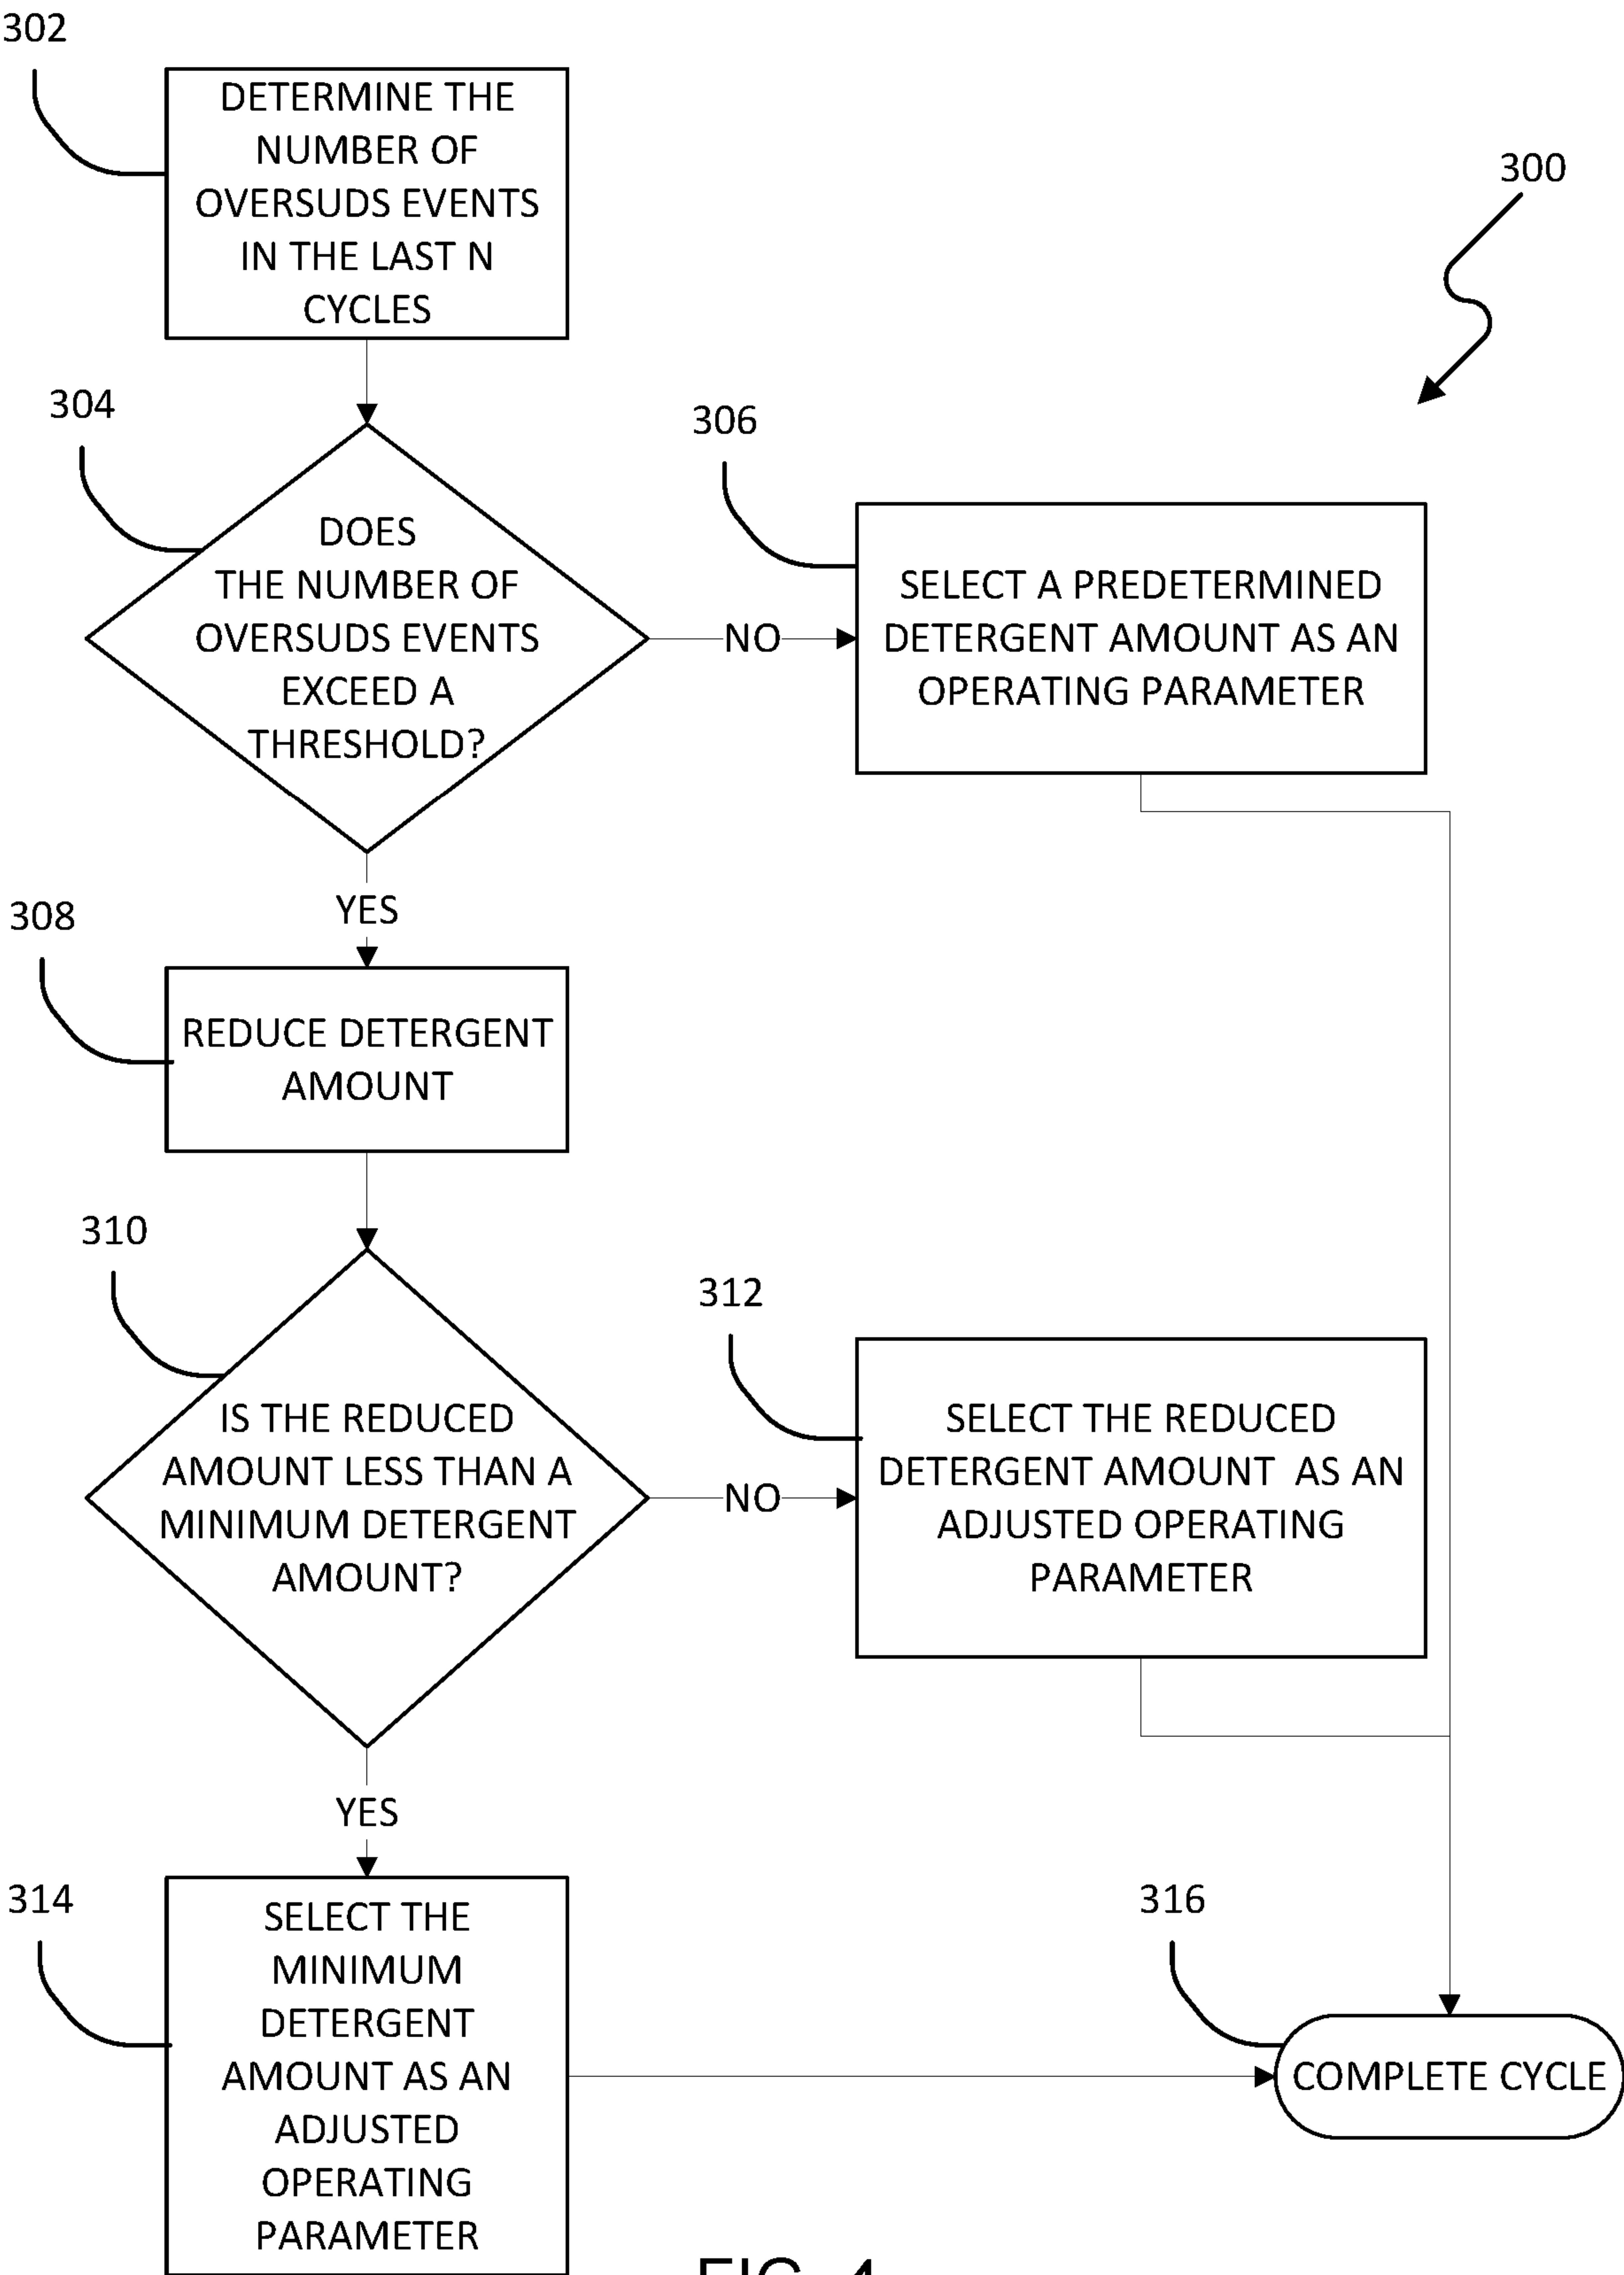 302
DETERMINE THE
NUMBER OF
OVERSUDS EVENTS
IN THE LAST N
CYCLES
300
304
DOES
THE NUMBER OF
OVERSUDS EVENTS
EXCEED A
THRESHOLD?
NO
306
SELECT A PREDETERMINED
DETERGENT AMOUNT AS AN
OPERATING PARAMETER
YES
308
REDUCE DETERGENT
AMOUNT
310
IS THE REDUCED
AMOUNT LESS THAN A
MINIMUM DETERGENT
AMOUNT?
NO
312
SELECT THE REDUCED
DETERGENT AMOUNT AS AN
ADJUSTED OPERATING
PARAMETER
YES
314
SELECT THE
MINIMUM
DETERGENT
AMOUNT AS AN
ADJUSTED
OPERATING
PARAMETER
316
COMPLETE CYCLE
FIG. 4